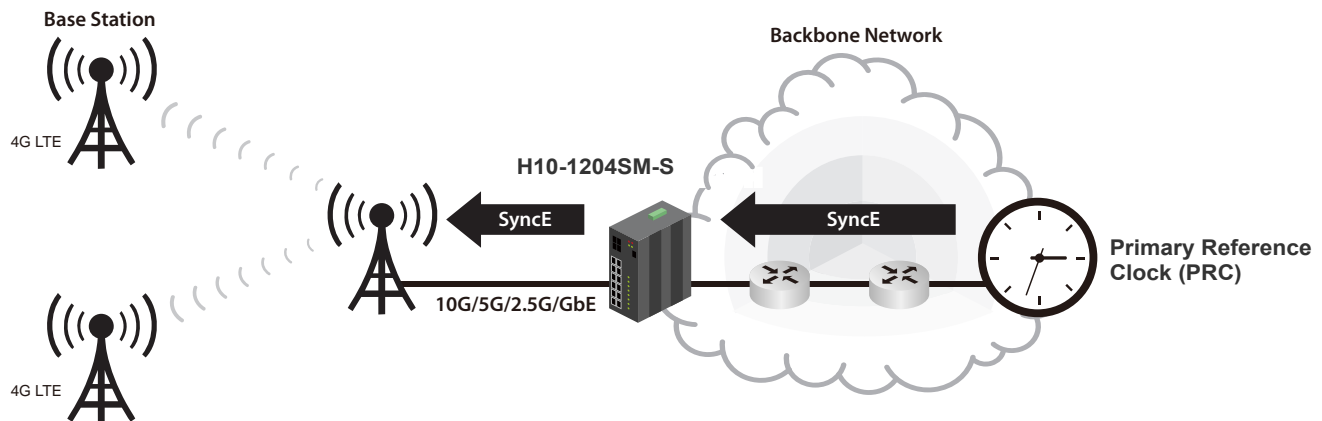 Base Station
Backbone Network
4G LTE
H10-1204SM-S
SyncE
SyncE
Primary Reference
Clock (PRC)
10G/5G/2.5G/GbE
4G LTE